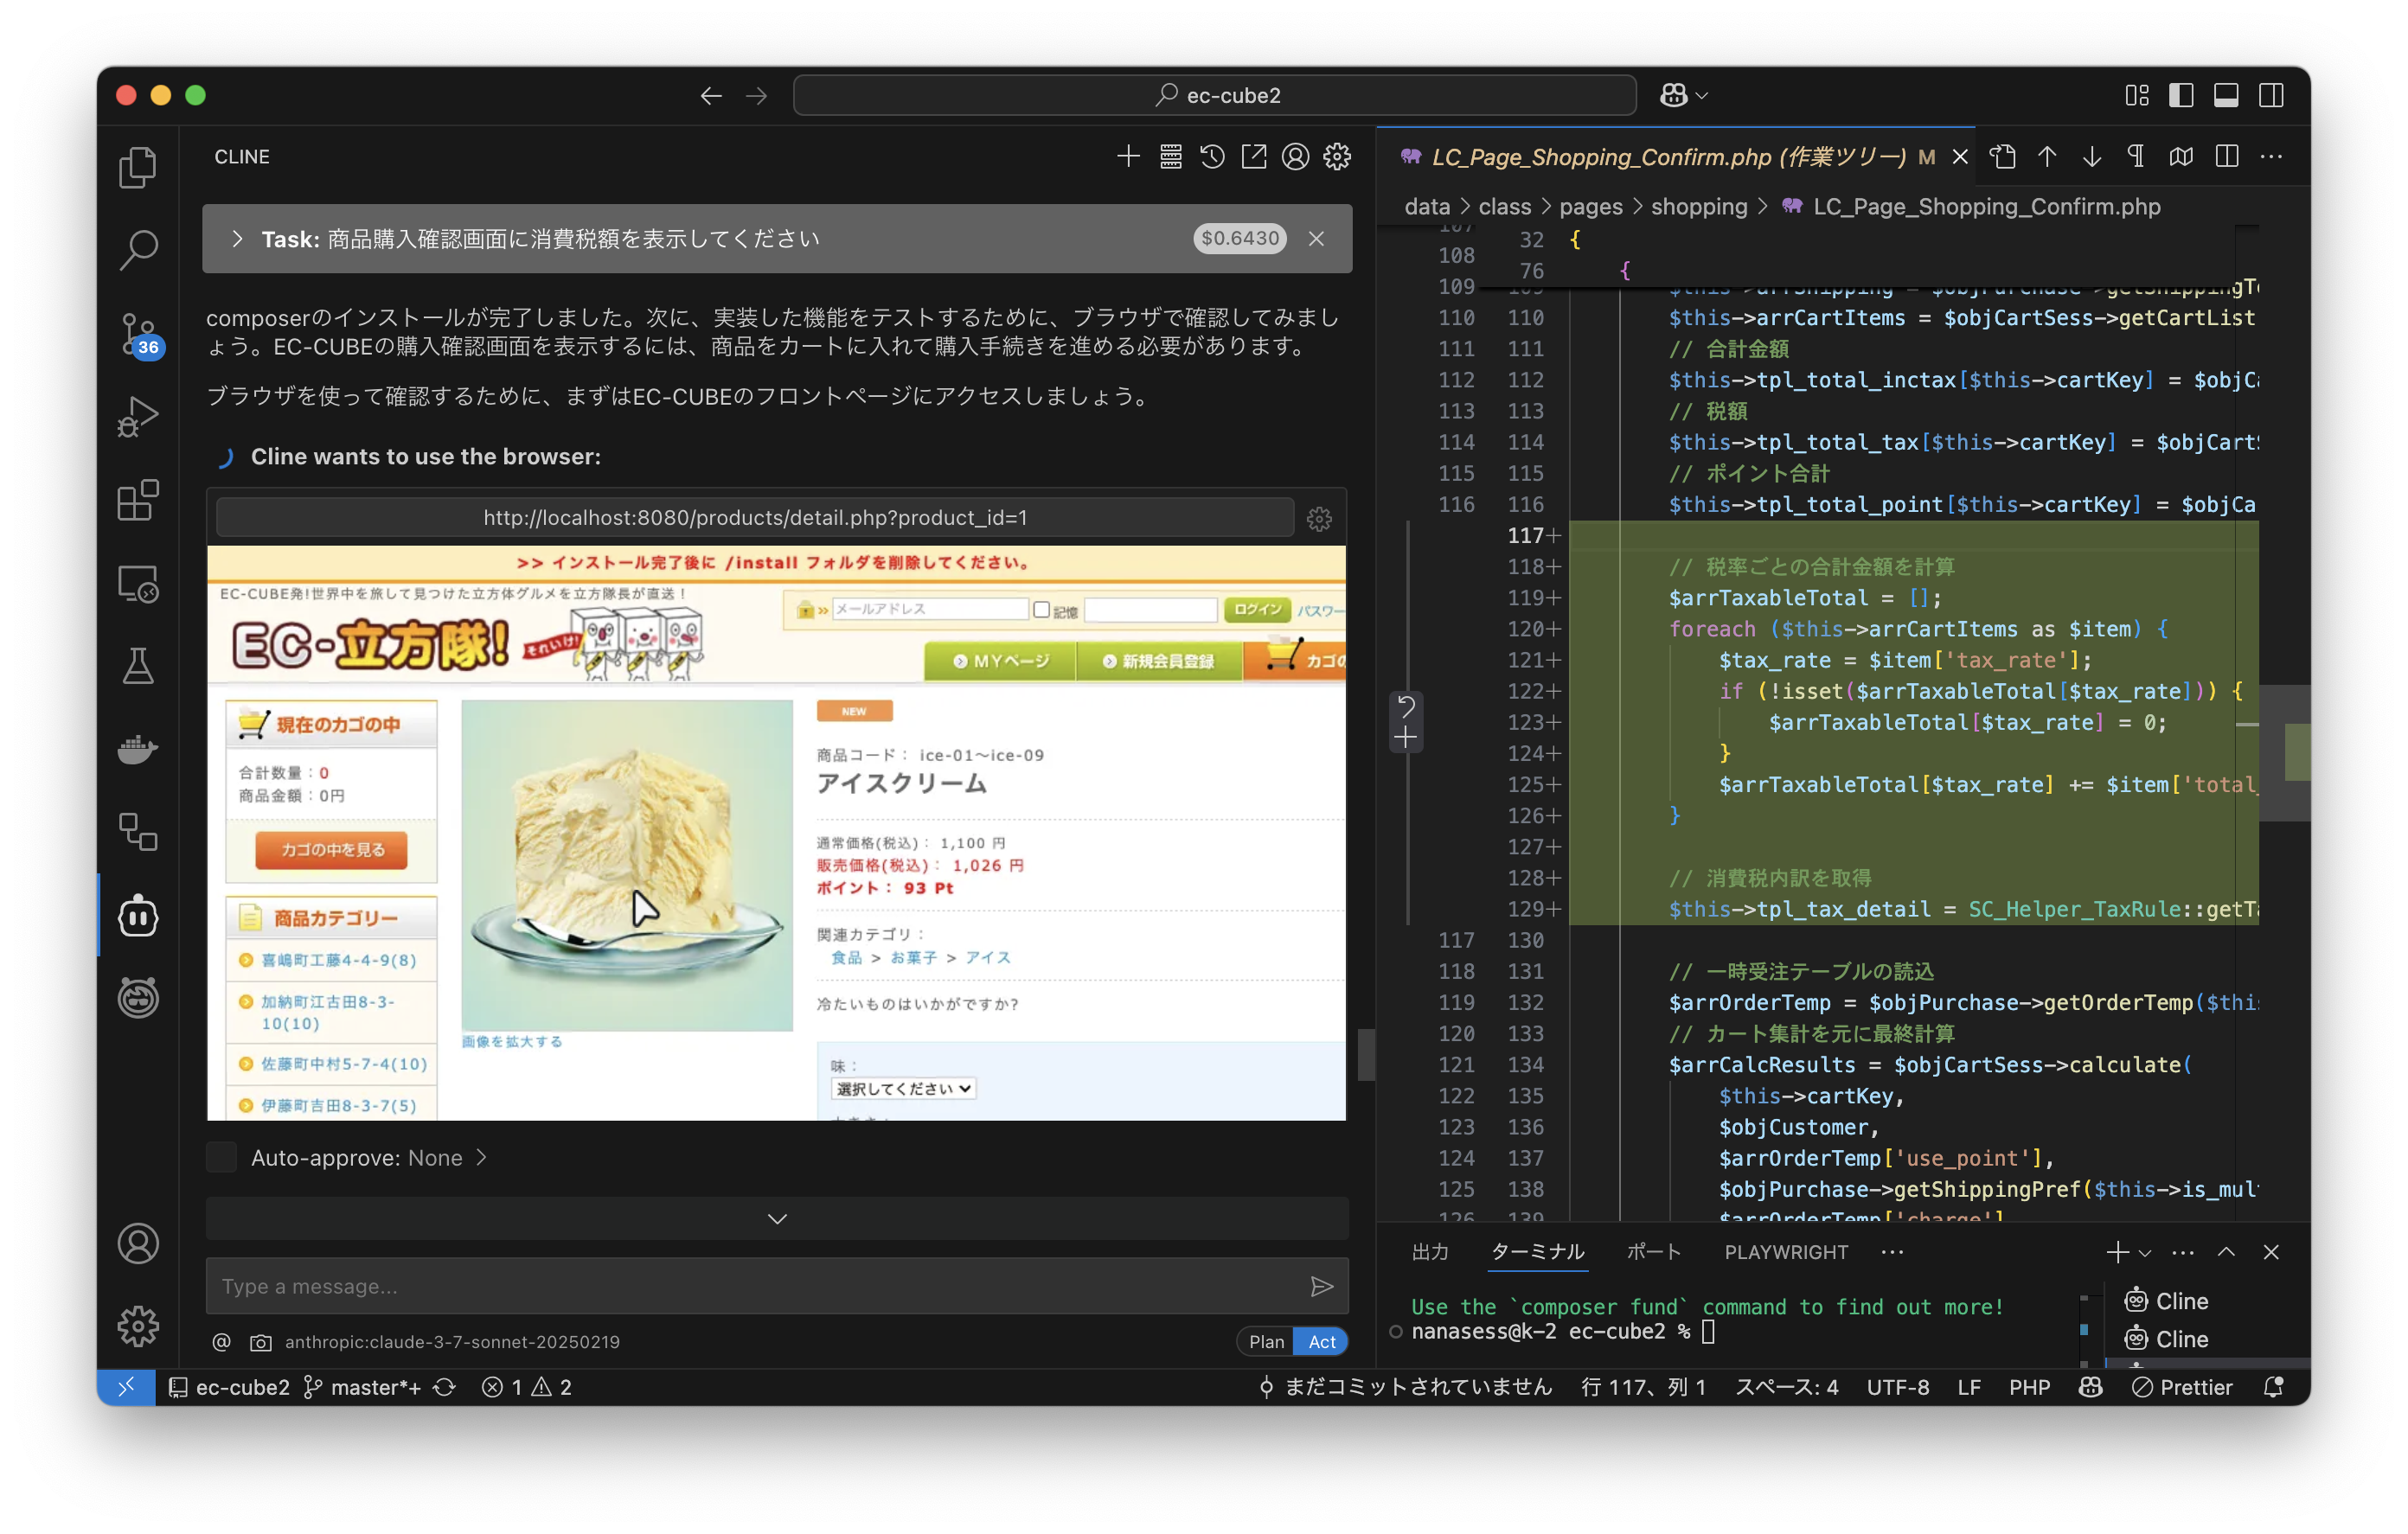 ec-cube2
CLINE
Task: 商品購入確認画面に消費税額を表示してください
$0.6430
composerのインストールが完了しました。次に、実装した機能をテストするために、ブラウザで確認してみまし
ょう。EC-CUBEの購入確認画面を表示するには、商品をカートに入れて購入手続きを進める必要があります。
ブラウザを使って確認するために、まずはEC-CUBEのフロントページにアクセスしましょう。
Cline wants to use the browser:
http://localhost:8080/products/detail.php?product_id=1
>> インストール完了後に /install フォルダを削除してください。
EC-CUBE発!世界中を旅して見つけた立方体グルメを立方隊長が直送!
EC-立方隊! それいけ!
メールアドレス 記憶 ログイン パスワー
MYページ 新規会員登録 カゴの
現在のカゴの中
合計数量:0
商品金額:0円
カゴの中を見る
商品カテゴリー
喜嶋町工藤4-4-9(8)
加納町江古田8-3-
10(10)
佐藤町中村5-7-4(10)
伊藤町吉田8-3-7(5)
画像を拡大する
NEW
商品コード: ice-01～ice-09
アイスクリーム
通常価格(税込): 1,100 円
販売価格(税込): 1,026 円
ポイント: 93 Pt
関連カテゴリ:
食品 > お菓子 > アイス
冷たいものはいかがですか?
味:
選択してください
Auto-approve: None
Type a message...
@ anthropic:claude-3-7-sonnet-20250219
Plan Act
36
LC_Page_Shopping_Confirm.php (作業ツリー) M
data > class > pages > shopping > LC_Page_Shopping_Confirm.php
107 32 {
108 76 {
109 109 $this->arrShipping = $objPurchase->getShippingT
110 110 $this->arrCartItems = $objCartSess->getCartList
111 111 // 合計金額
112 112 $this->tpl_total_inctax[$this->cartKey] = $objCa
113 113 // 税額
114 114 $this->tpl_total_tax[$this->cartKey] = $objCartS
115 115 // ポイント合計
116 116 $this->tpl_total_point[$this->cartKey] = $objCa
117+
118+ // 税率ごとの合計金額を計算
119+ $arrTaxableTotal = [];
120+ foreach ($this->arrCartItems as $item) {
121+ $tax_rate = $item['tax_rate'];
122+ if (!isset($arrTaxableTotal[$tax_rate])) {
123+ $arrTaxableTotal[$tax_rate] = 0;
124+ }
125+ $arrTaxableTotal[$tax_rate] += $item['total_
126+ }
127+
128+ // 消費税内訳を取得
129+ $this->tpl_tax_detail = SC_Helper_TaxRule::getTa
117 130
118 131 // 一時受注テーブルの読込
119 132 $arrOrderTemp = $objPurchase->getOrderTemp($this
120 133 // カート集計を元に最終計算
121 134 $arrCalcResults = $objCartSess->calculate(
122 135 $this->cartKey,
123 136 $objCustomer,
124 137 $arrOrderTemp['use_point'],
125 138 $objPurchase->getShippingPref($this->is_mul
126 139 $arrOrderTemp['charge']
出力 ターミナル ポート PLAYWRIGHT
Use the `composer fund` command to find out more!
nanasess@k-2 ec-cube2 %
Cline
Cline
ec-cube2 master*+ 1 2
まだコミットされていません 行 117、列 1 スペース: 4 UTF-8 LF PHP Prettier